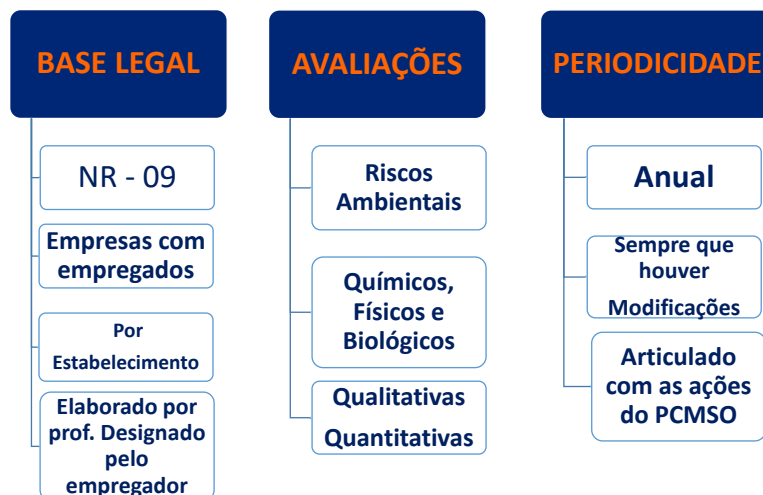 BASE LEGAL
NR - 09
Empresas com
empregados
Por
Estabelecimento
Elaborado por
prof. Designado
pelo
empregador
AVALIAÇÕES
Riscos
Ambientais
Químicos,
Físicos e
Biológicos
Qualitativas
Quantitativas
PERIODICIDADE
Anual
Sempre que
houver
Modificações
Articulado
com as ações
do PCMSO